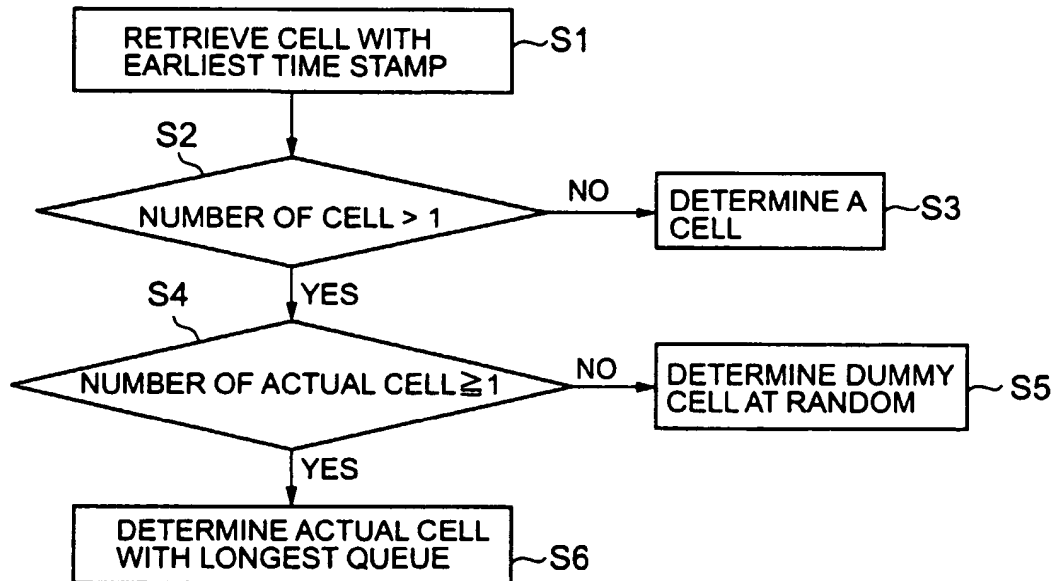 RETRIEVE CELL WITH
EARLIEST TIME STAMP
S1
S2
NUMBER OF CELL > 1
NO
DETERMINE A
CELL
S3
YES
S4
NUMBER OF ACTUAL CELL ≧ 1
NO
DETERMINE DUMMY
CELL AT RANDOM
S5
YES
DETERMINE ACTUAL CELL
WITH LONGEST QUEUE
S6